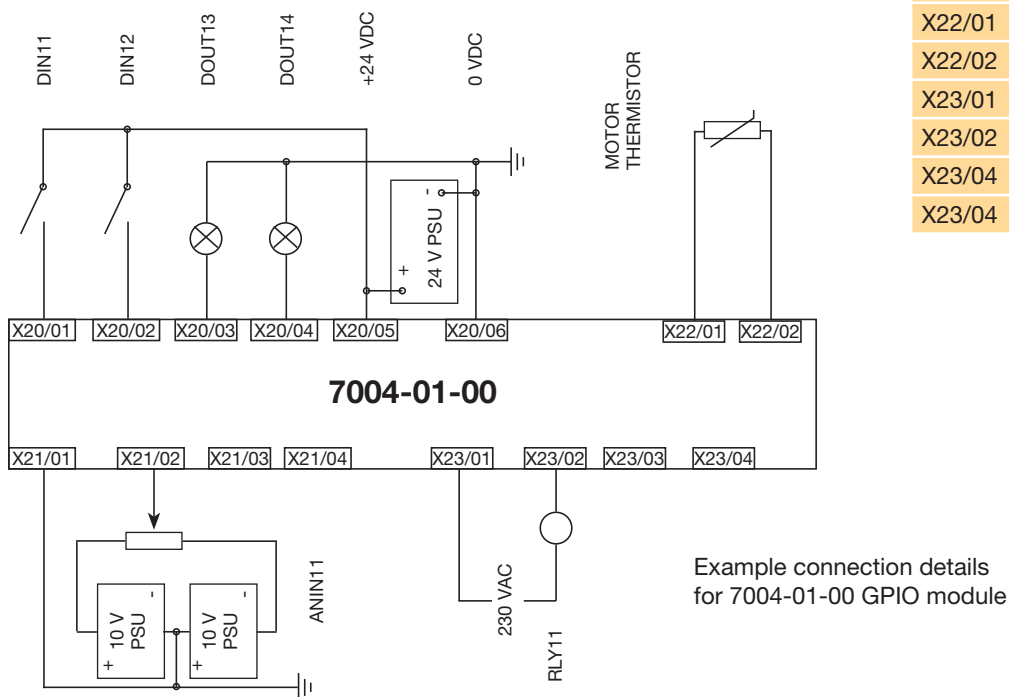 DIN11
DIN12
DOUT13
DOUT14
+24 VDC
0 VDC
MOTOR
THERMISTOR
X22/01
X22/02
X23/01
X23/02
X23/04
X23/04
-
24 V PSU
+
X20/01
X20/02
X20/03
X20/04
X20/05
X20/06
X22/01
X22/02
7004-01-00
X21/01
X21/02
X21/03
X21/04
X23/01
X23/02
X23/03
X23/04
-
10 V
PSU
+
-
10 V
PSU
+
ANIN11
230 VAC
RLY11
Example connection details
for 7004-01-00 GPIO module